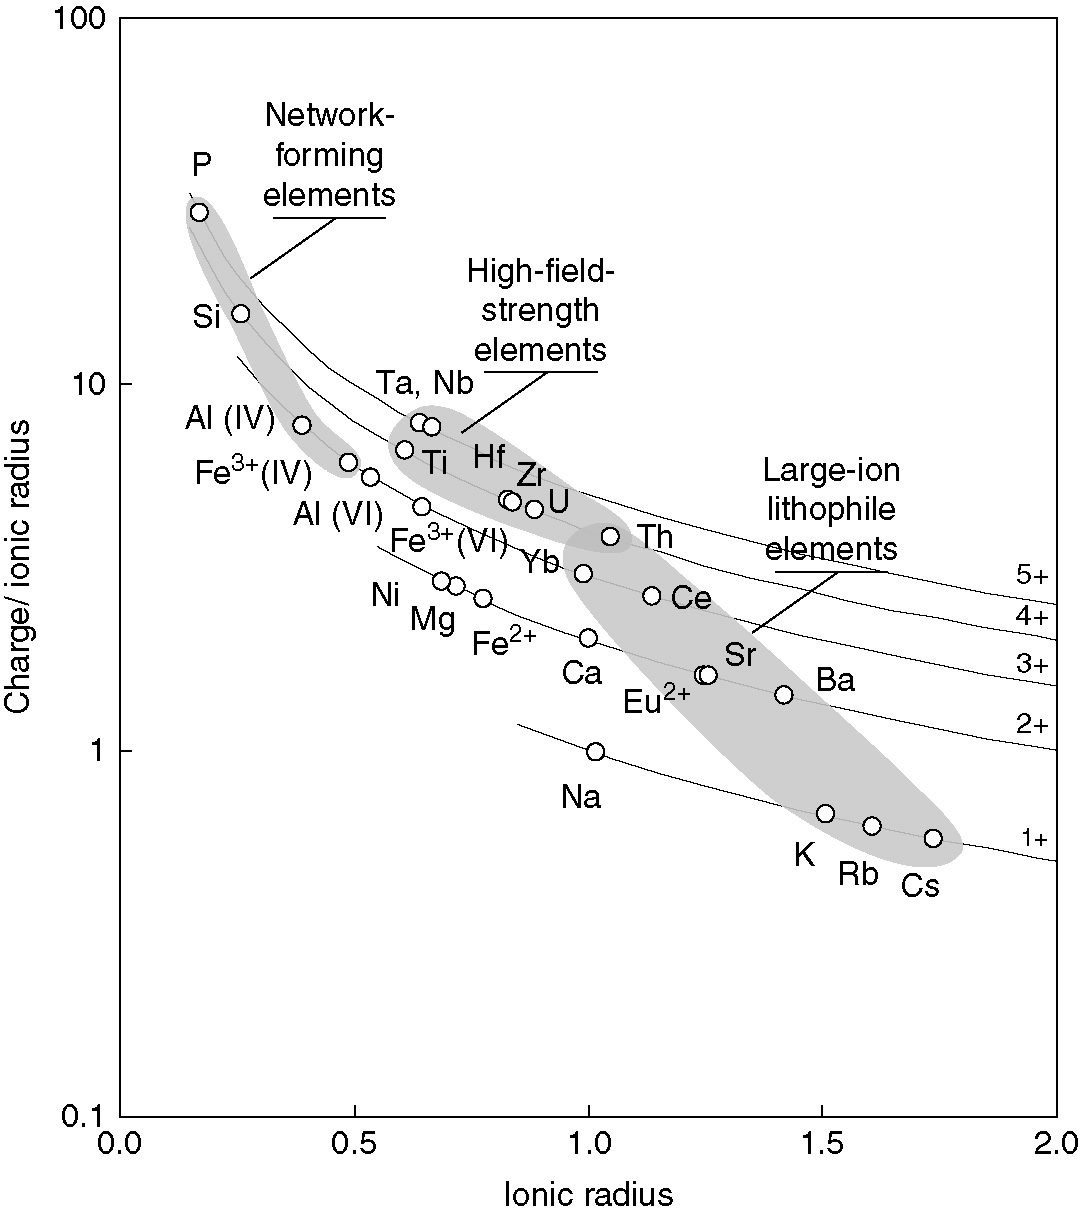 100
Network-
forming
elements
P
High-field-
strength
elements
Si
10
Ta, Nb
Al (IV)
Ti
Hf
Zr
U
Fe3+(IV)
Al (VI)
Fe3+(VI)
Yb
Th
Large-ion
lithophile
elements
5+
4+
3+
2+
1+
Ni
Mg
Fe2+
Ce
Ca
Sr
Eu2+
Ba
1
Na
K
Rb
Cs
0.1
0.0
0.5
1.0
1.5
2.0
Ionic radius
Charge/ ionic radius